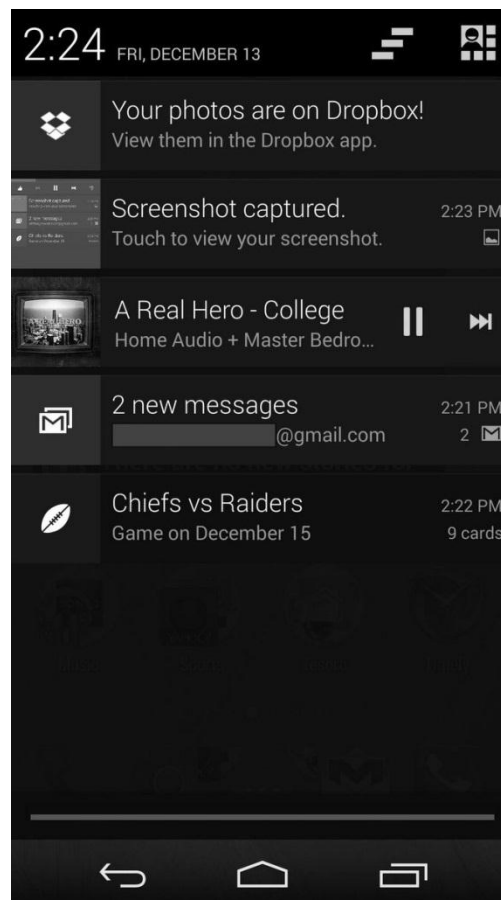 2:24 FRI, DECEMBER 13
Your photos are on Dropbox!
View them in the Dropbox app.
Screenshot captured. 2:23 PM
Touch to view your screenshot.
A Real Hero - College
Home Audio + Master Bedro...
2 new messages 2:21 PM
@gmail.com 2
Chiefs vs Raiders 2:22 PM
Game on December 15 9 cards